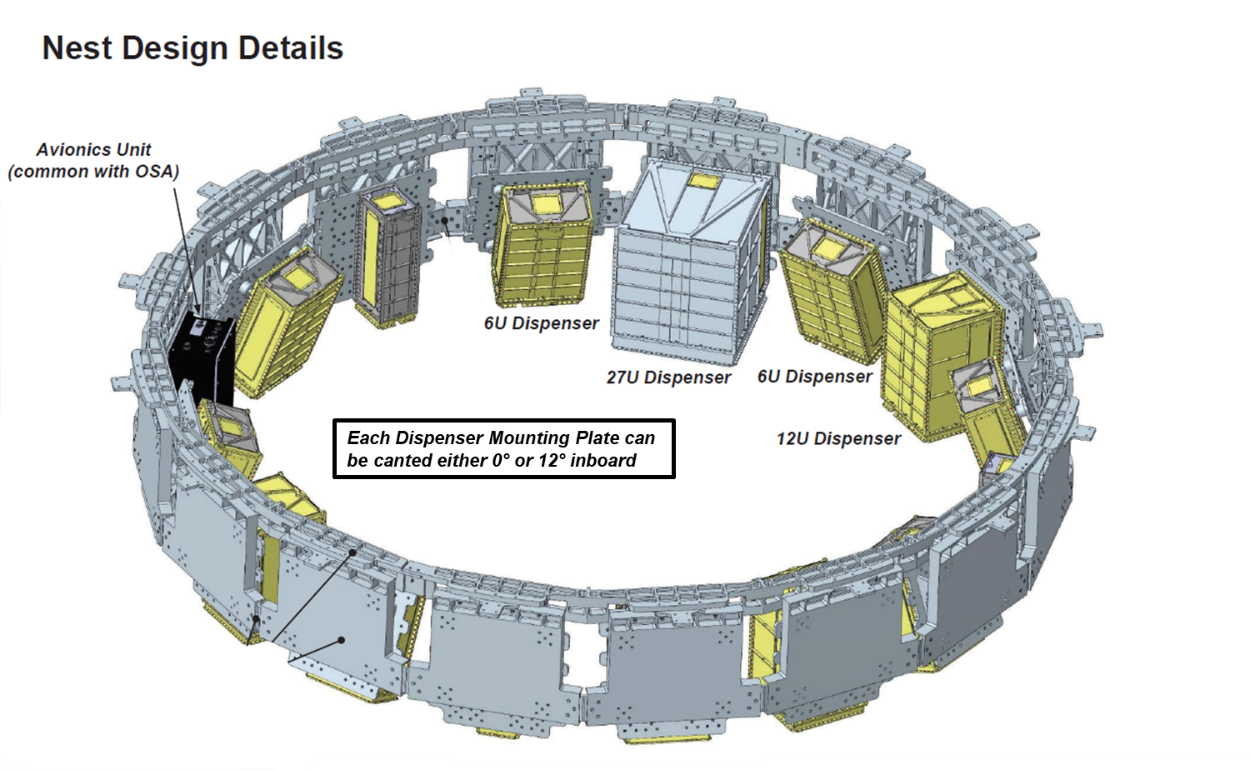 Nest Design Details
Avionics Unit
(common with OSA)
6U Dispenser
27U Dispenser
6U Dispenser
12U Dispenser
Each Dispenser Mounting Plate can
be canted either 0° or 12° inboard